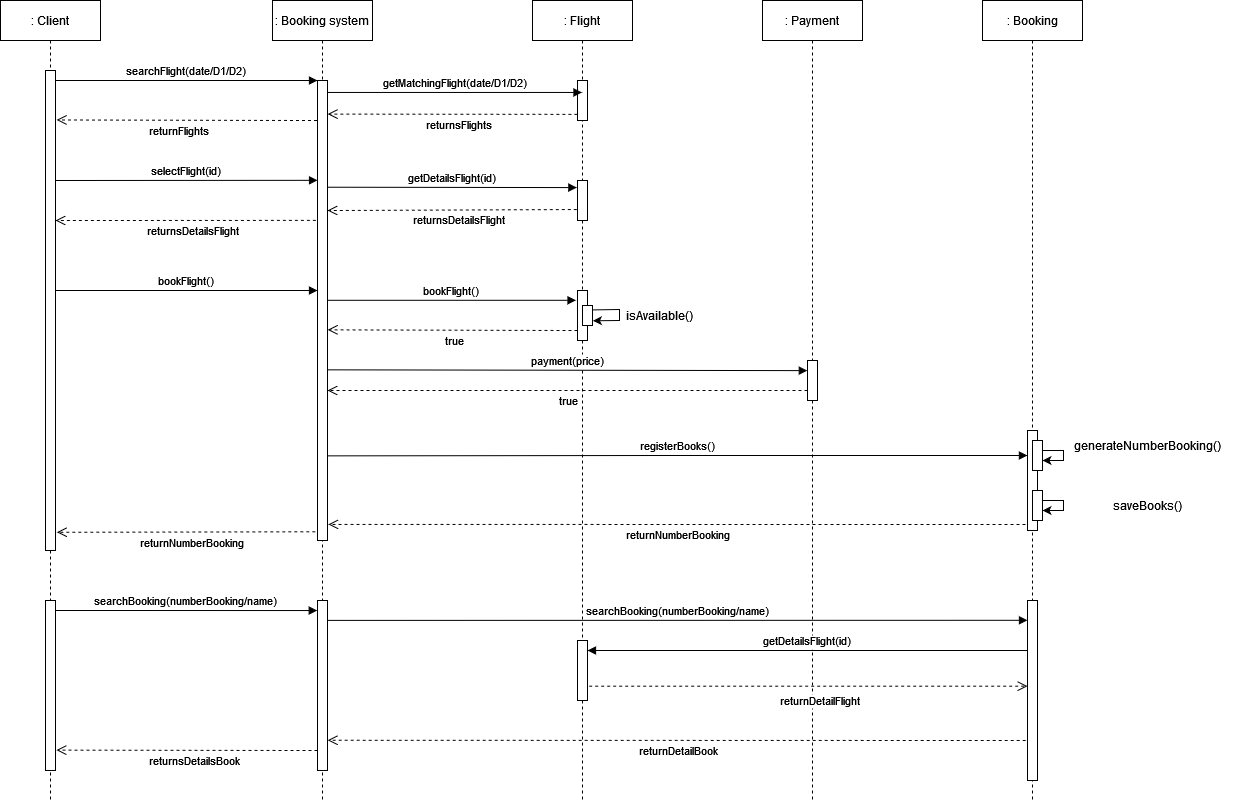 : Client
: Booking system
: Flight
: Payment
: Booking
searchFlight(date/D1/D2)
getMatchingFlight(date/D1/D2)
returnsFlights
returnFlights
selectFlight(id)
getDetailsFlight(id)
returnsDetailsFlight
returnsDetailsFlight
bookFlight()
bookFlight()
isAvailable()
true
payment(price)
true
registerBooks()
generateNumberBooking()
saveBooks()
returnNumberBooking
returnNumberBooking
searchBooking(numberBooking/name)
searchBooking(numberBooking/name)
getDetailsFlight(id)
returnDetailFlight
returnDetailBook
returnsDetailsBook